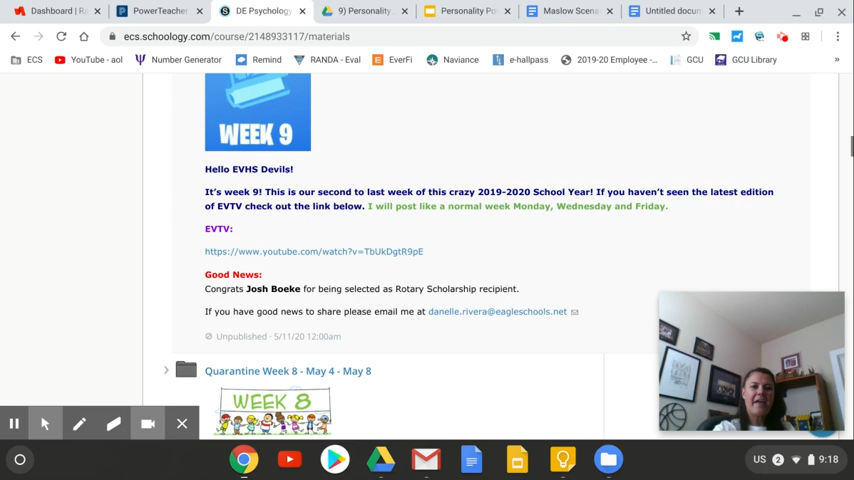 Dashboard | Ra
PowerTeacher
DE Psychology
9) Personality
Personality Po
Maslow Scena
Untitled docum
ecs.schoology.com/course/2148933117/materials
ECS
YouTube - aol
Number Generator
Remind
RANDA - Eval
EverFi
Naviance
e-hallpass
2019-20 Employee -...
GCU
GCU Library
»
WEEK 9
Hello EVHS Devils!
It's week 9! This is our second to last week of this crazy 2019-2020 School Year! If you haven't seen the latest edition
of EVTV check out the link below. I will post like a normal week Monday, Wednesday and Friday.
EVTV:
https://www.youtube.com/watch?v=TbUkDgtR9pE
Good News:
Congrats Josh Boeke for being selected as Rotary Scholarship recipient.
If you have good news to share please email me at danelle.rivera@eagleschools.net
Unpublished · 5/11/20 12:00am
Quarantine Week 8 - May 4 - May 8
WEEK 8
US 2 9:18